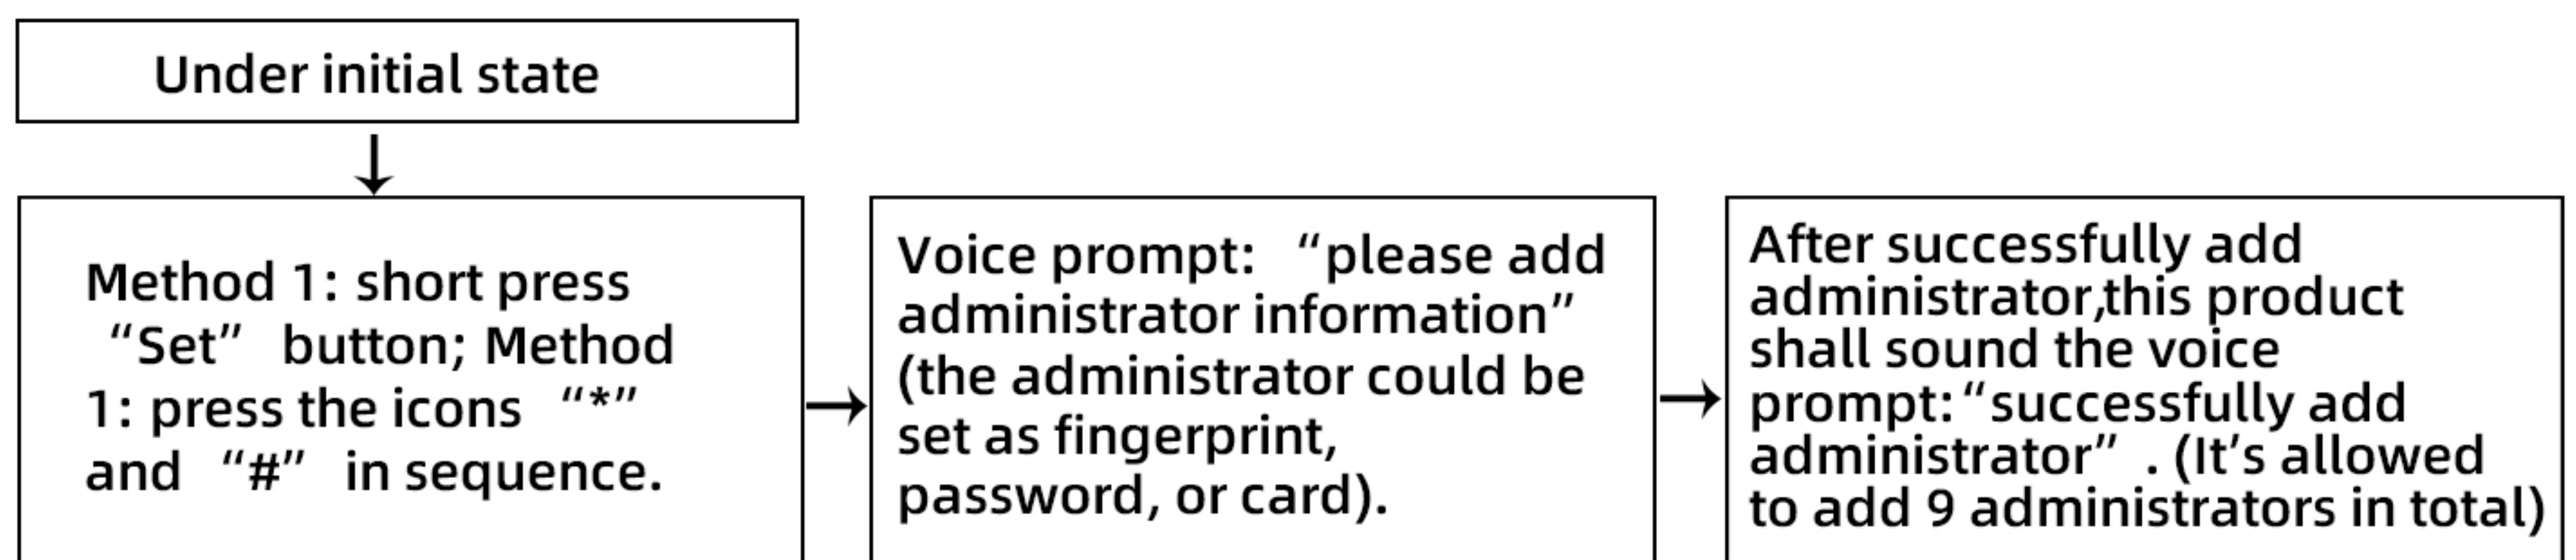 Under initial state
Method 1: short press
“Set” button; Method
1: press the icons “*”
and “#” in sequence.
Voice prompt: “please add
administrator information”
(the administrator could be
set as fingerprint,
password, or card).
After successfully add
administrator,this product
shall sound the voice
prompt:“successfully add
administrator” . (It’s allowed
to add 9 administrators in total)